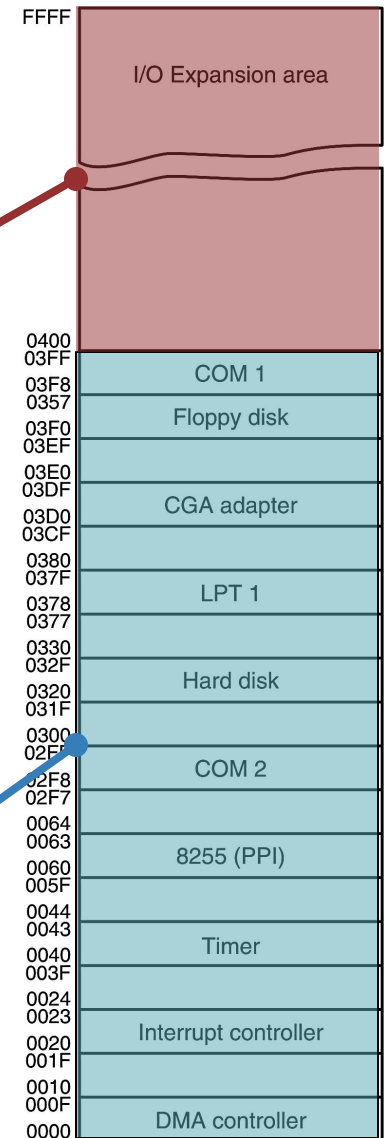 FFFF
I/O Expansion area
0400
03FF
COM 1
03F8
0357
Floppy disk
03F0
03EF
03E0
03DF
CGA adapter
03D0
03CF
0380
037F
LPT 1
0378
0377
0330
032F
Hard disk
0320
031F
0300
COM 2
02F8
02F7
0064
0063
8255 (PPI)
0060
005F
0044
0043
Timer
0040
003F
0024
0023
Interrupt controller
0020
001F
0010
000F
DMA controller
0000